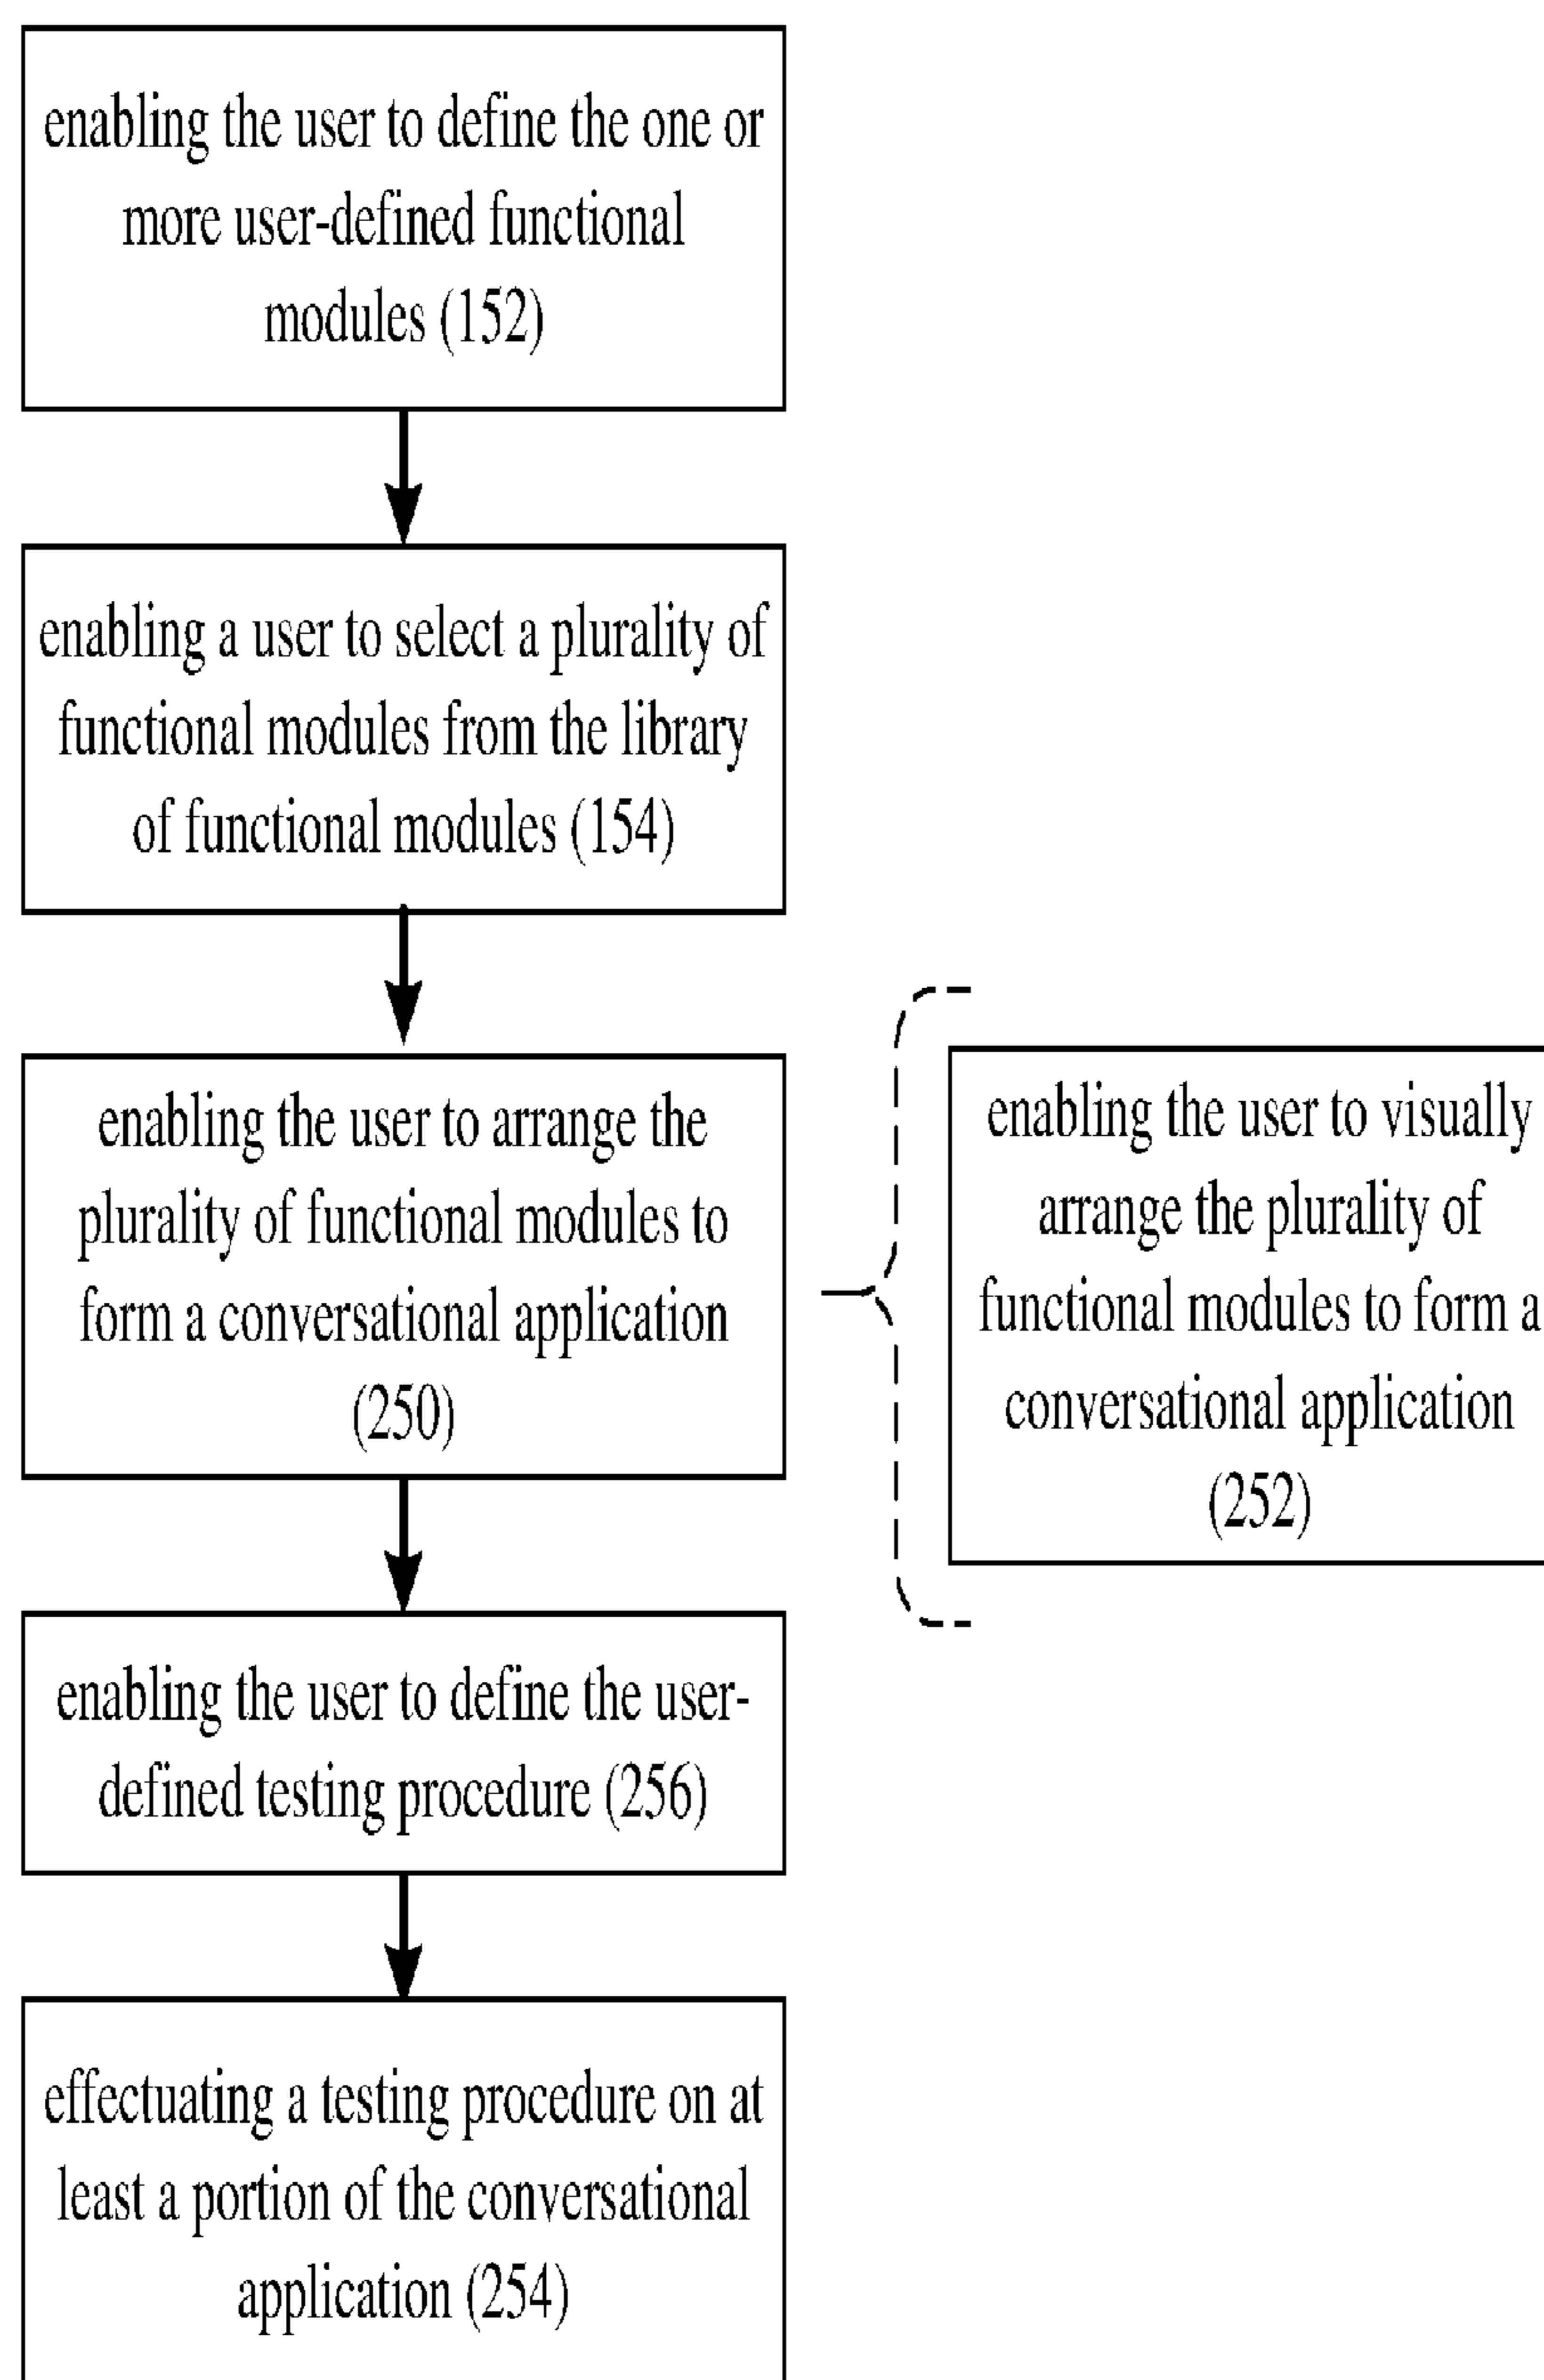 enabling the user to define the one or
more user-defined functional
modules (152)
enabling a user to select a plurality of
functional modules from the library
of functional modules (154)
enabling the user to arrange the
plurality of functional modules to
form a conversational application
(250)
enabling the user to visually
arrange the plurality of
functional modules to form a
conversational application
(252)
enabling the user to define the user-
defined testing procedure (256)
effectuating a testing procedure on at
least a portion of the conversational
application (254)